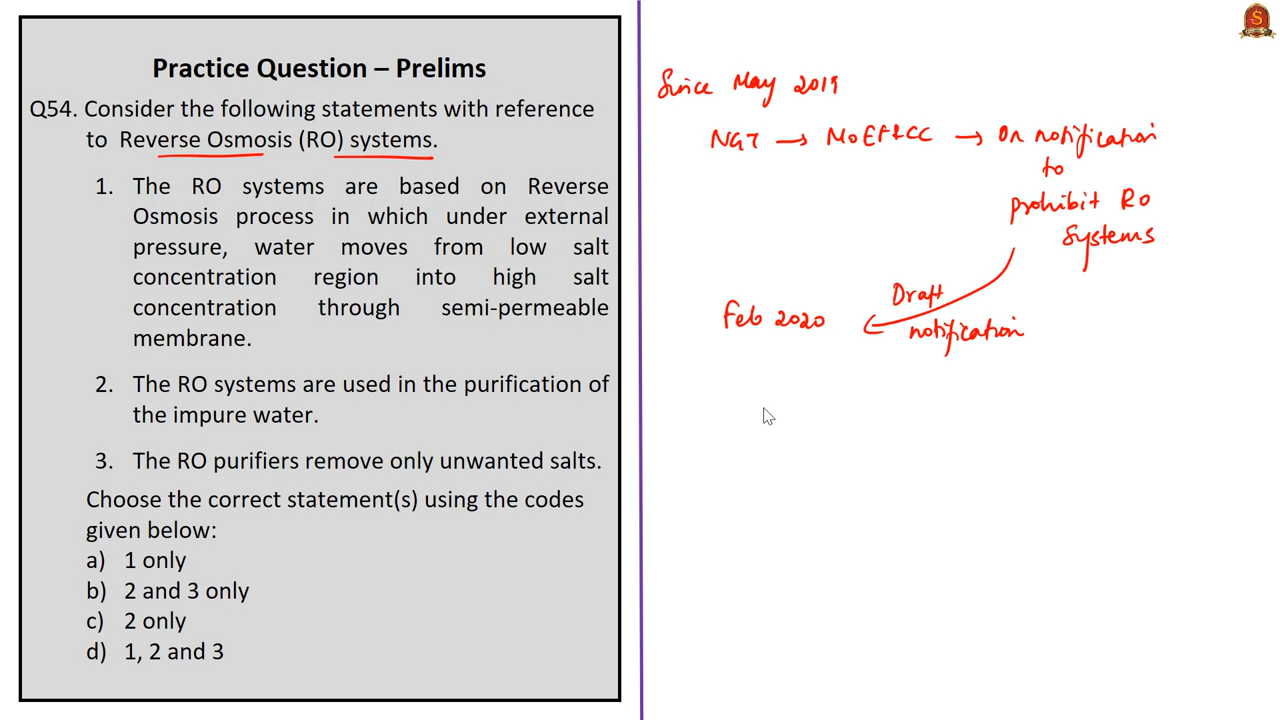 Practice Question – Prelims
Q54. Consider the following statements with reference
to Reverse Osmosis (RO) systems.
1. The RO systems are based on Reverse
Osmosis process in which under external
pressure, water moves from low salt
concentration region into high salt
concentration through semi-permeable
membrane.
2. The RO systems are used in the purification of
the impure water.
3. The RO purifiers remove only unwanted salts.
Choose the correct statement(s) using the codes
given below:
a) 1 only
b) 2 and 3 only
c) 2 only
d) 1, 2 and 3
Since May 2019
NGT → MoEF&CC → On notification
to
prohibit RO
Systems
Draft
Feb 2020
notification
S